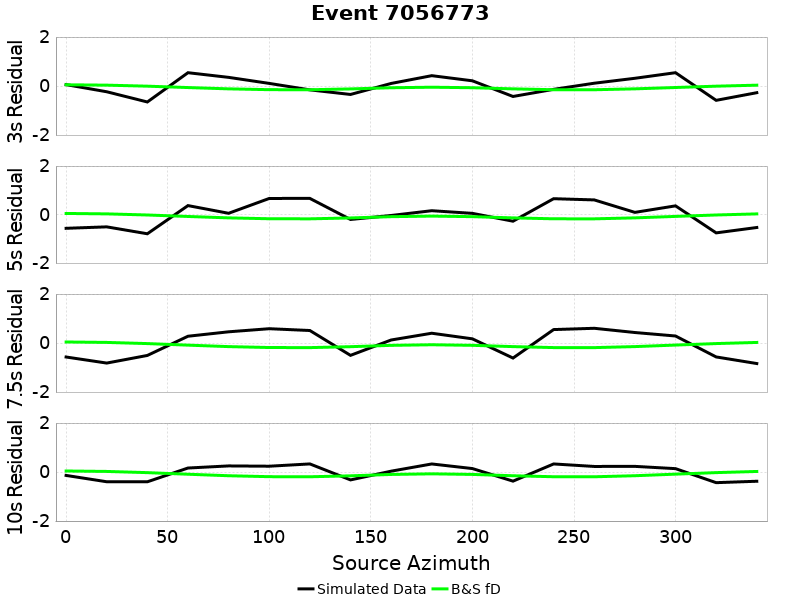 Event 7056773
3s Residual
2
0
-2
5s Residual
2
0
-2
7.5s Residual
2
0
-2
10s Residual
2
0
-2
0 50 100 150 200 250 300
Source Azimuth
Simulated Data B&S fD